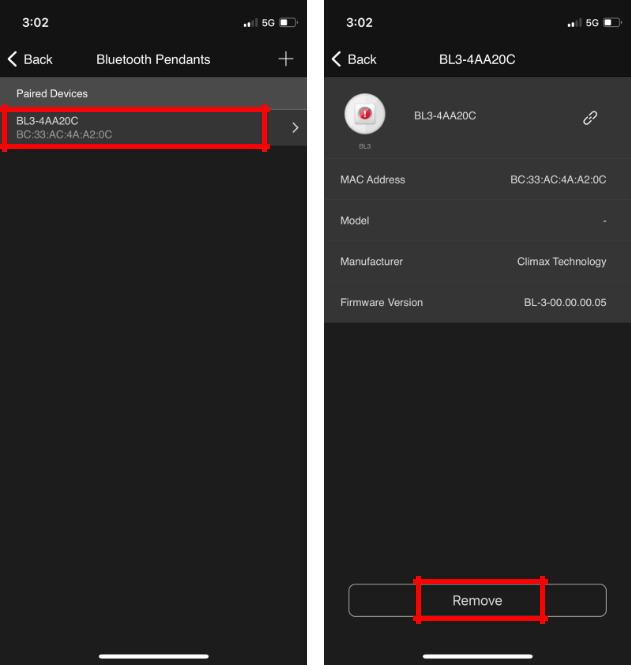 3:02
5G
Back
Bluetooth Pendants
Paired Devices
BL3-4AA20C
BC:33:AC:4A:A2:0C
3:02
5G
Back
BL3-4AA20C
BL3-4AA20C
BL3
MAC Address
BC:33:AC:4A:A2:0C
Model
-
Manufacturer
Climax Technology
Firmware Version
BL-3-00.00.00.05
Remove